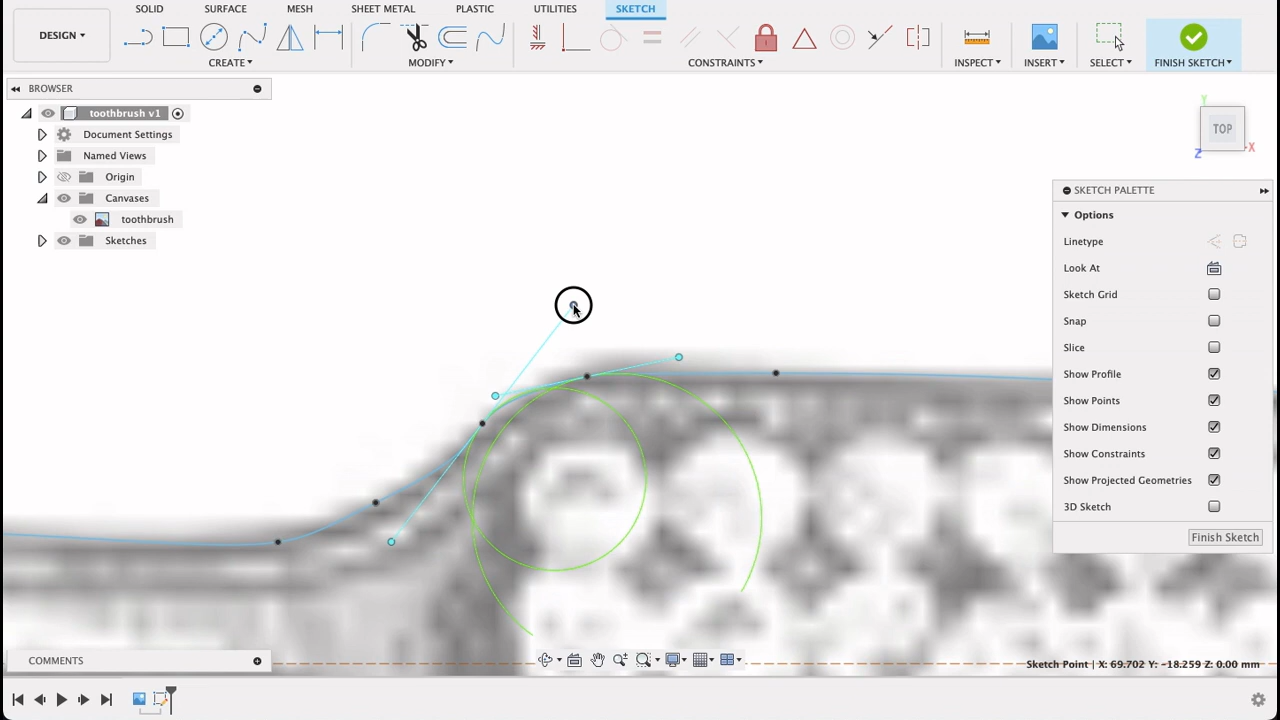 SOLID SURFACE MESH SHEET METAL PLASTIC UTILITIES SKETCH
DESIGN
CREATE MODIFY CONSTRAINTS INSPECT INSERT SELECT FINISH SKETCH
BROWSER
toothbrush v1
Document Settings
Named Views
Origin
Canvases
toothbrush
Sketches
Y
TOP
X
Z
SKETCH PALETTE
Options
Linetype
Look At
Sketch Grid
Snap
Slice
Show Profile
Show Points
Show Dimensions
Show Constraints
Show Projected Geometries
3D Sketch
Finish Sketch
COMMENTS
Sketch Point | X: 69.702 Y: -18.259 Z: 0.00 mm